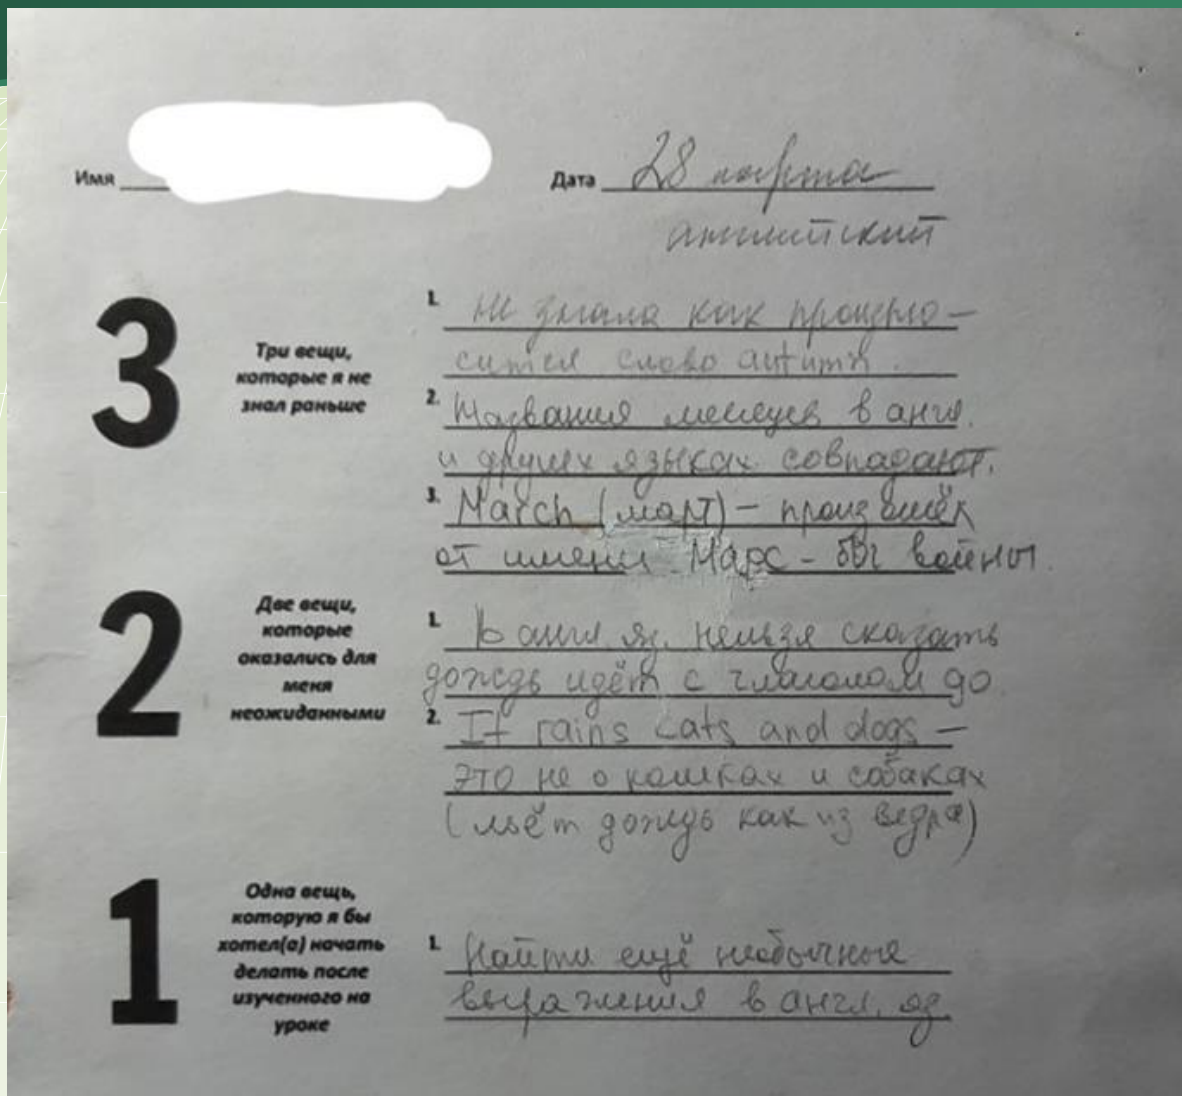 Имя
Дата 28 марта
английский
3
Три вещи,
которые я не
знал раньше
1. Не знала как произно-
сится слово autumn.
2. Названия месяцев в англ.
и других языках совпадают.
3. March (март) – произошёл
от имени Марс – бог войны.
2
Две вещи,
которые
оказались для
меня
неожиданными
1. В англ. яз. нельзя сказать
дождь идёт с глаголом go.
2. It rains cats and dogs –
это не о кошках и собаках
(льёт дождь как из ведра)
1
Одна вещь,
которую я бы
хотел(а) начать
делать после
изученного на
уроке
1. Найти ещё необычные
выражения в англ. яз.